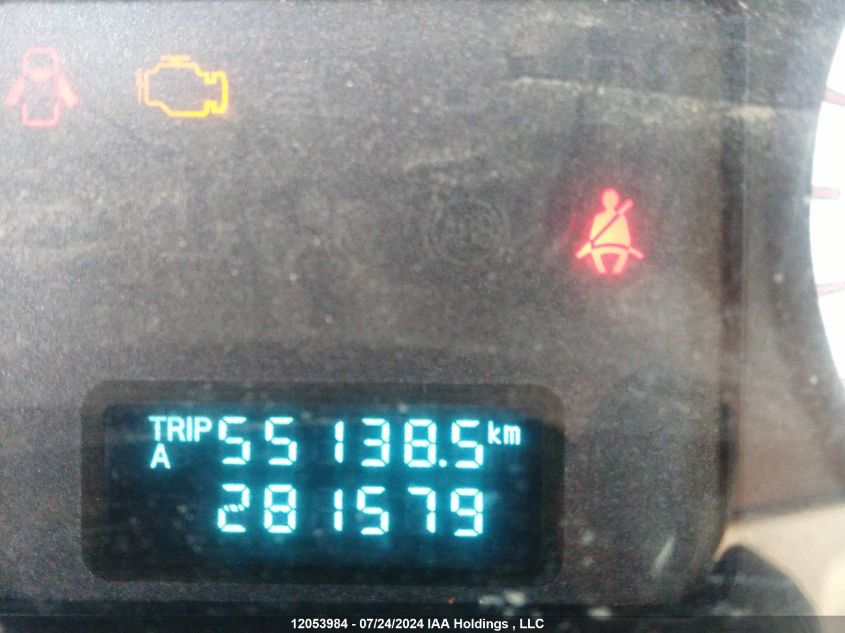 TRIP 55138.5 km
A
281579
12053984 - 07/24/2024 IAA Holdings , LLC